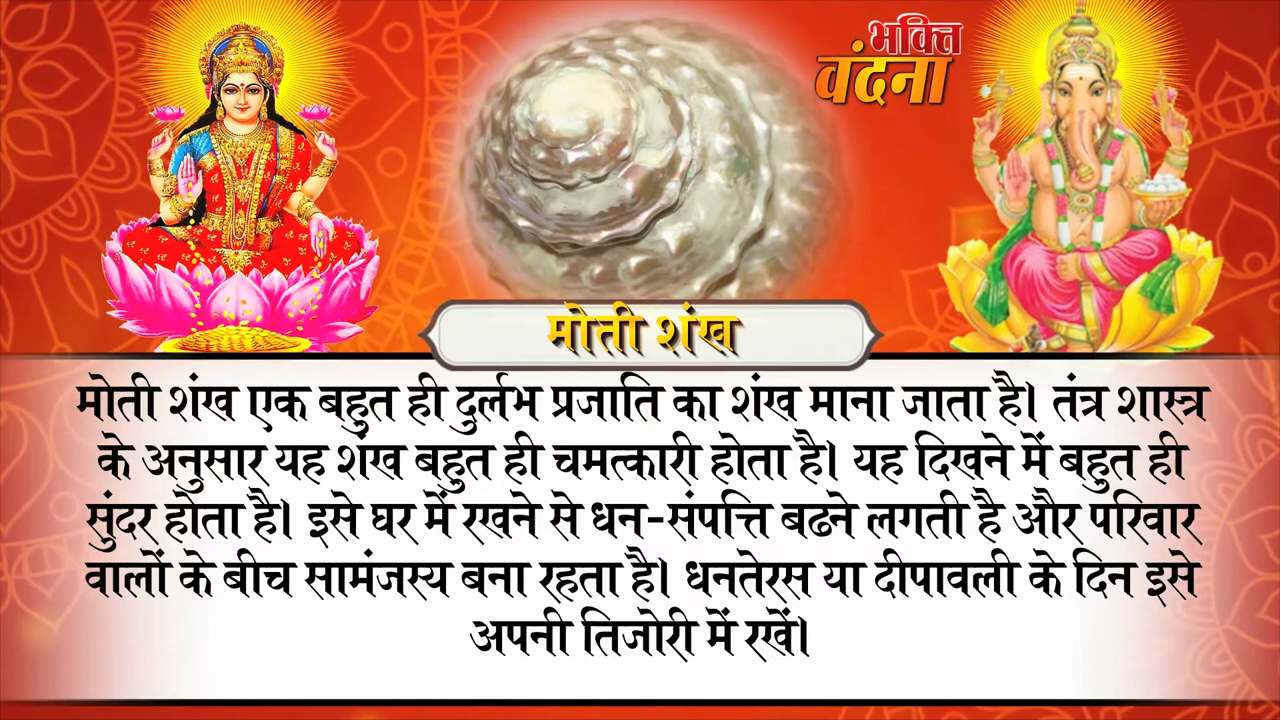 भक्ति
वंदना
मोती शंख
मोती शंख एक बहुत ही दुर्लभ प्रजाति का शंख माना जाता है। तंत्र शास्त्र
के अनुसार यह शंख बहुत ही चमत्कारी होता है। यह दिखने में बहुत ही
सुंदर होता है। इसे घर में रखने से धन-संपत्ति बढने लगती है और परिवार
वालों के बीच सामंजस्य बना रहता है। धनतेरस या दीपावली के दिन इसे
अपनी तिजोरी में रखें।